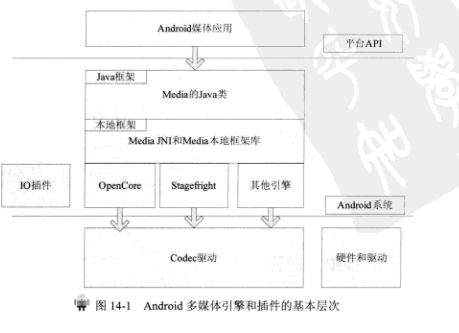 Android媒体应用
平台API
Java框架
Media的Java类
本地框架
Media JNI和Media本地框架库
IO插件
OpenCore
Stagefright
其他引擎
Android系统
Codec驱动
硬件和驱动
图 14-1 Android 多媒体引擎和插件的基本层次